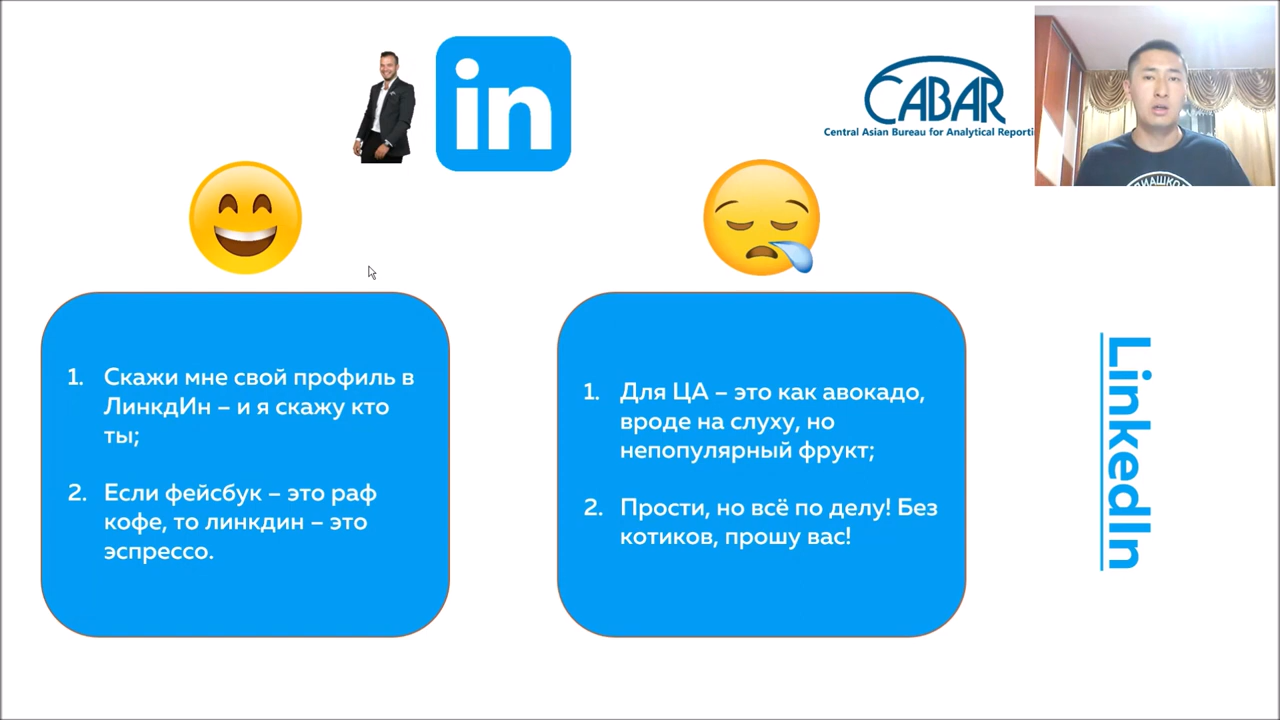 in
CABAR
Central Asian Bureau for Analytical
1. Скажи мне свой профиль в
ЛинкдИн – и я скажу кто
ты;
2. Если фейсбук – это раф
кофе, то линкдин – это
эспрессо.
1. Для ЦА – это как авокадо,
вроде на слуху, но
непопулярный фрукт;
2. Прости, но всё по делу! Без
котиков, прошу вас!
LinkedIn